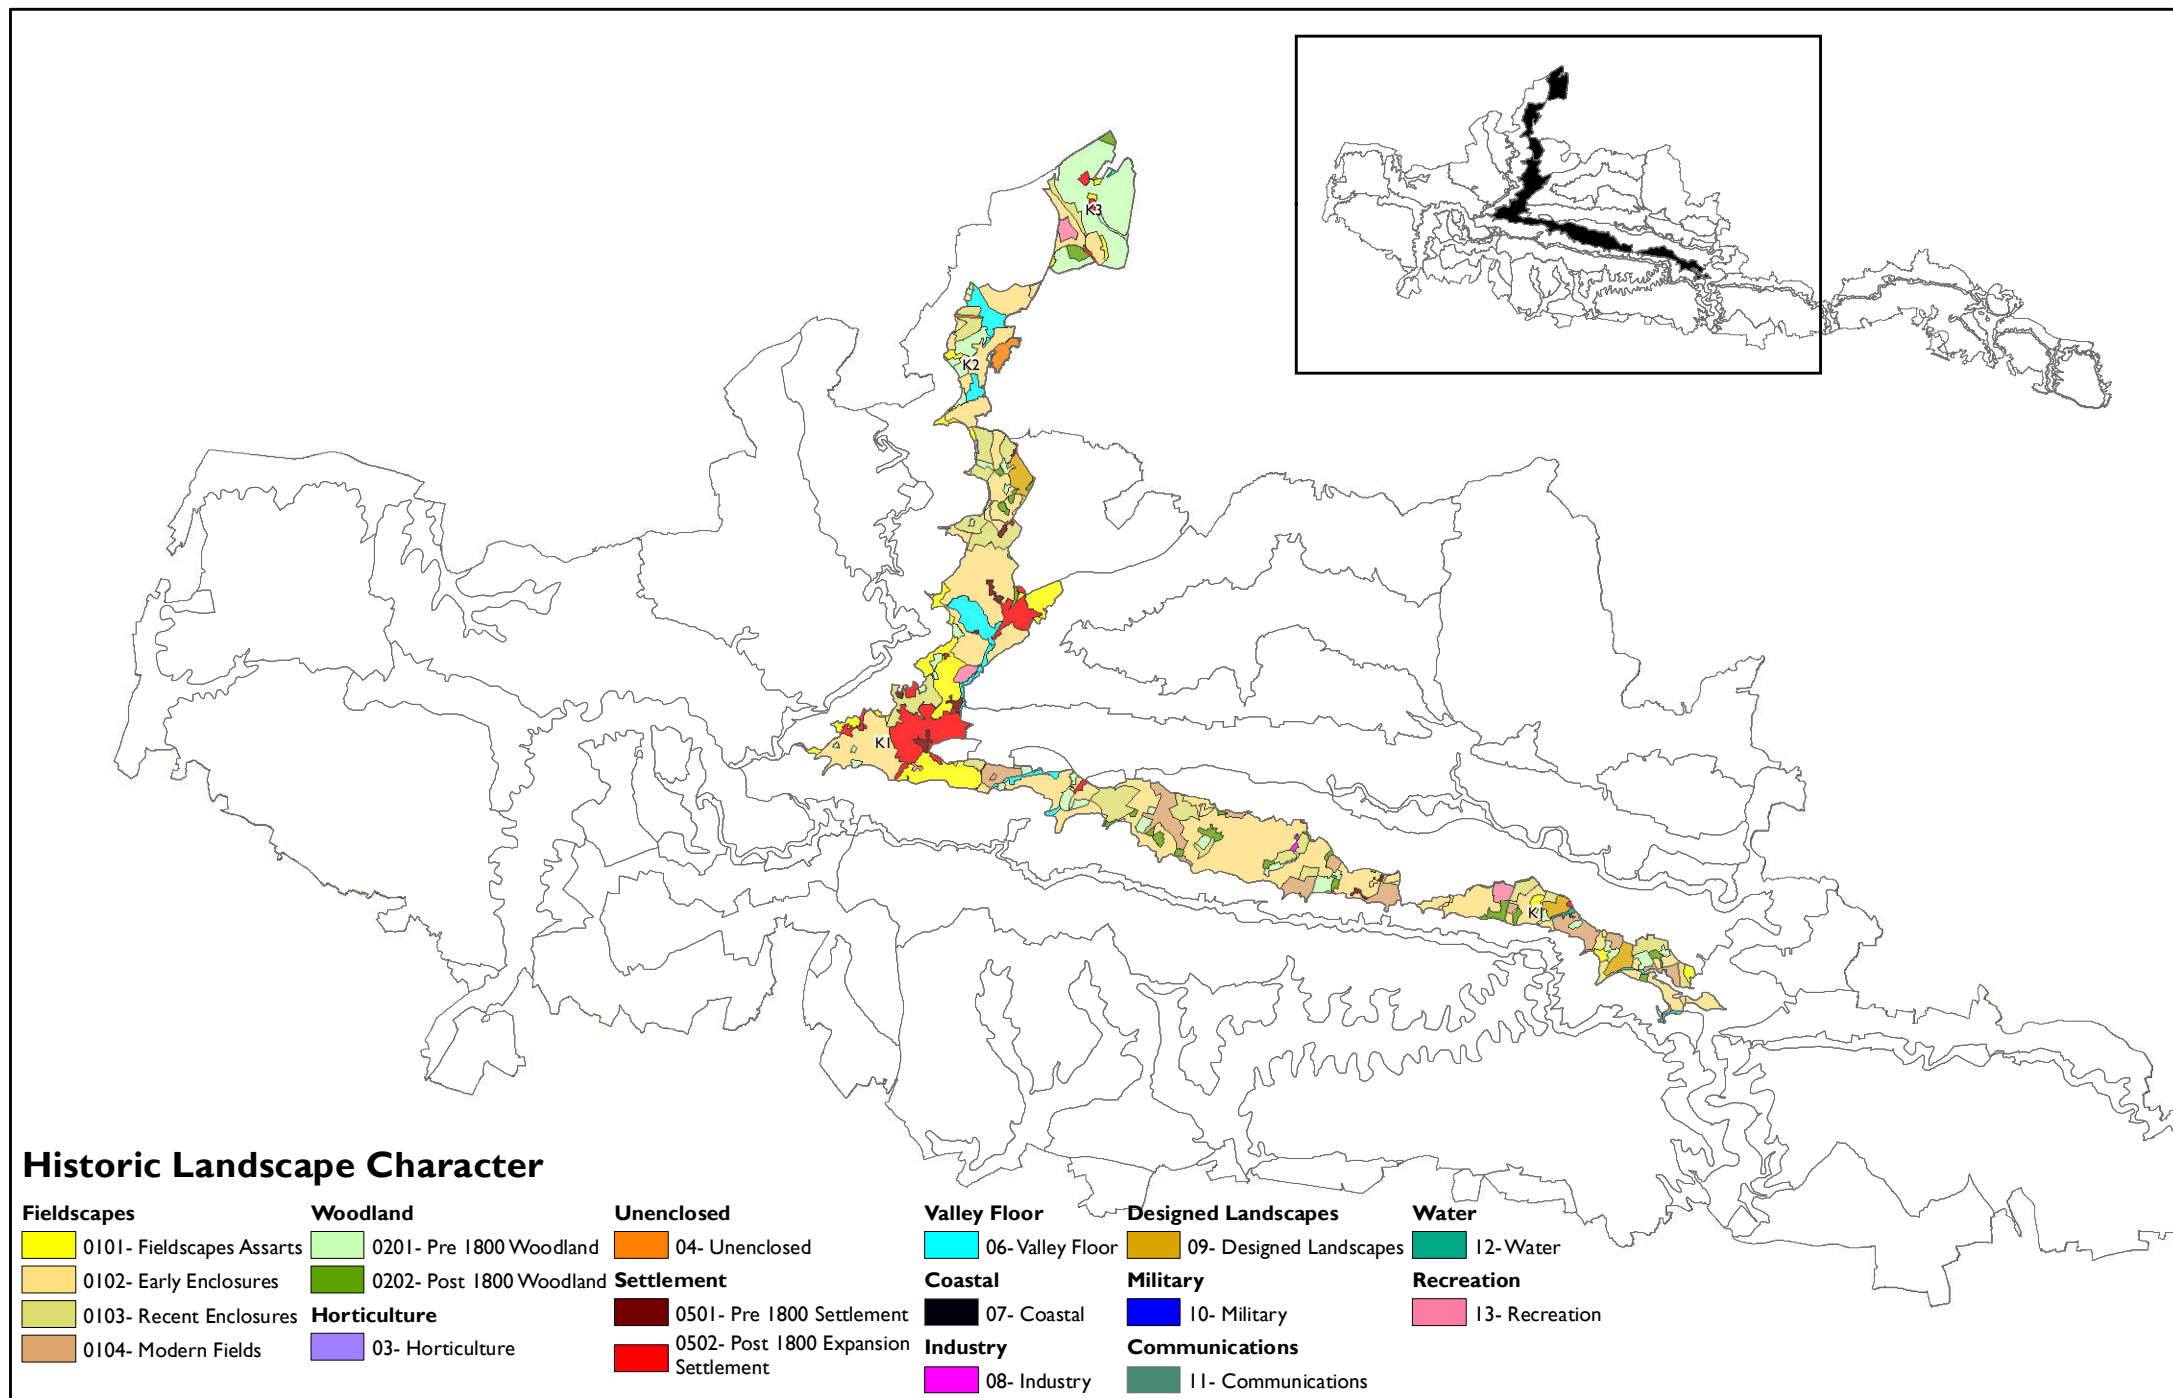 K3
K2
K1
K1
Historic Landscape Character
Fieldscapes
0101- Fieldscapes Assarts
0102- Early Enclosures
0103- Recent Enclosures
0104- Modern Fields
Woodland
0201- Pre 1800 Woodland
0202- Post 1800 Woodland
Horticulture
03- Horticulture
Unenclosed
04- Unenclosed
Settlement
0501- Pre 1800 Settlement
0502- Post 1800 Expansion
Settlement
Valley Floor
06- Valley Floor
Coastal
07- Coastal
Industry
08- Industry
Designed Landscapes
09- Designed Landscapes
Military
10- Military
Communications
11- Communications
Water
12- Water
Recreation
13- Recreation